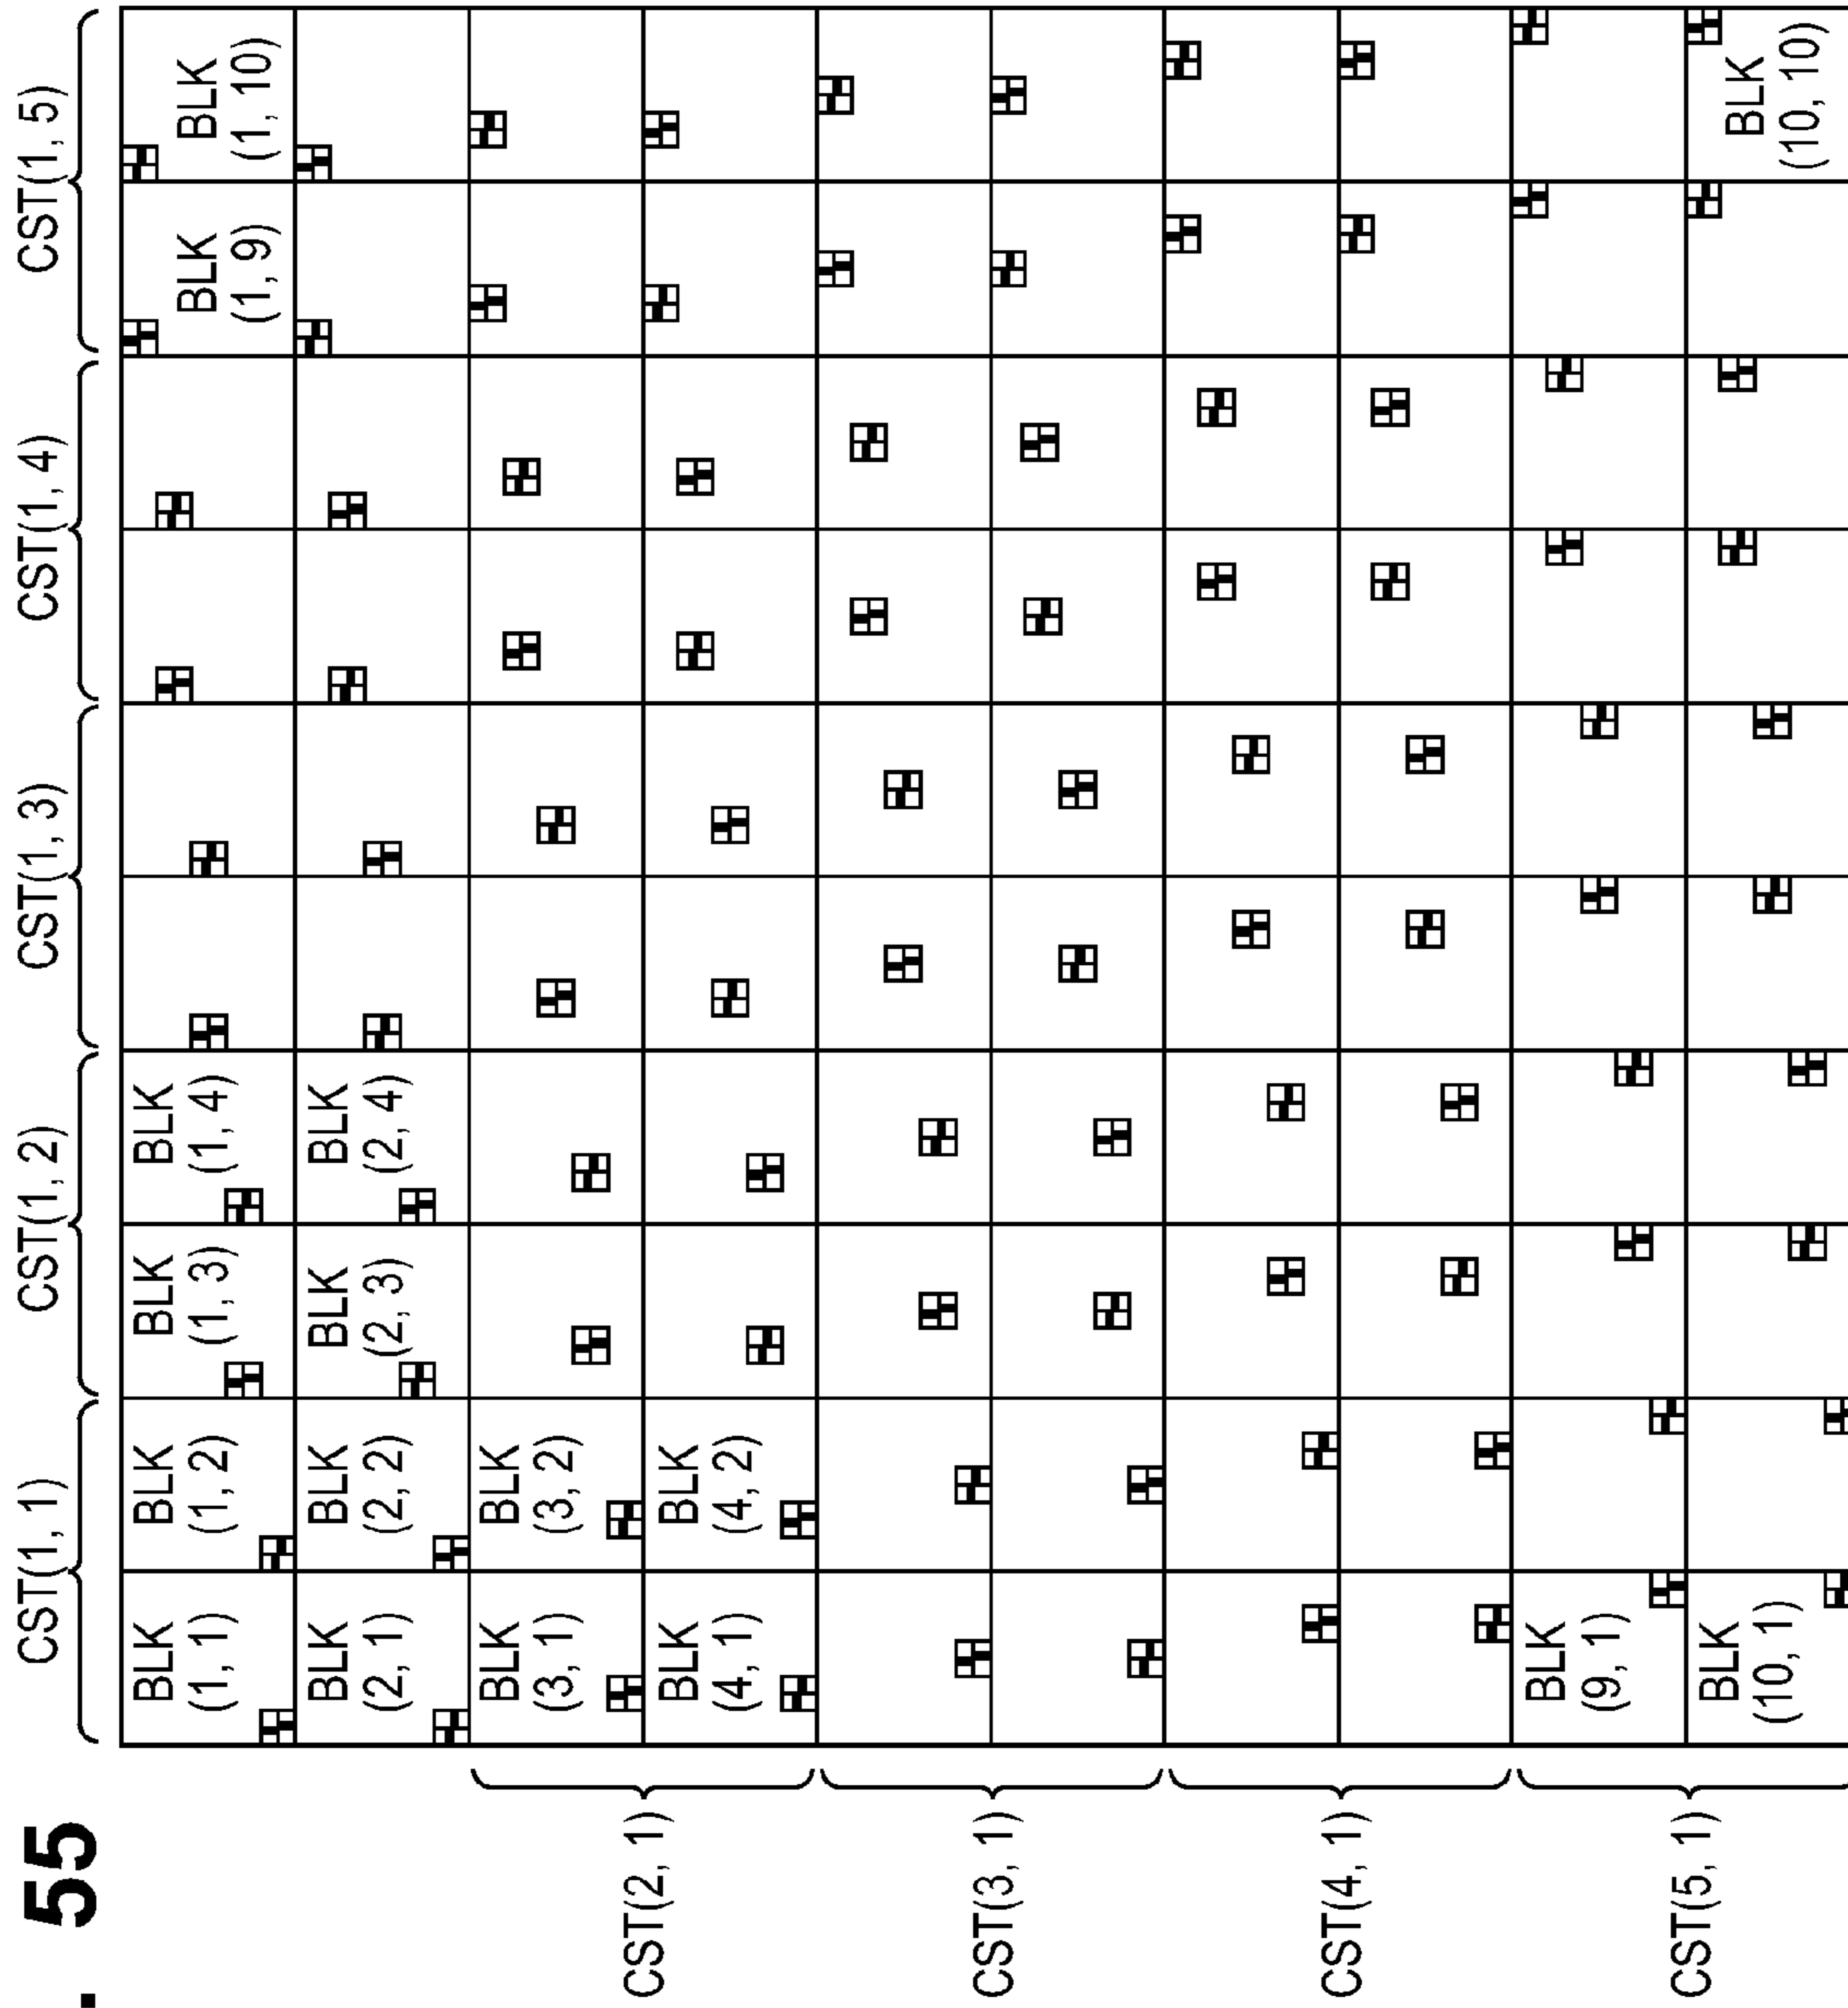 . 55
CST(1, 1)
CST(1, 2)
CST(1, 3)
CST(1, 4)
CST(1, 5)
BLK
(1, 1)
BLK
(1, 2)
BLK
(1, 3)
BLK
(1, 4)
BLK
(1, 9)
BLK
(1, 10)
BLK
(2, 1)
BLK
(2, 2)
BLK
(2, 3)
BLK
(2, 4)
CST(2, 1)
BLK
(3, 1)
BLK
(3, 2)
BLK
(4, 1)
BLK
(4, 2)
CST(3, 1)
CST(4, 1)
CST(5, 1)
BLK
(9, 1)
BLK
(10, 1)
BLK
(10, 10)